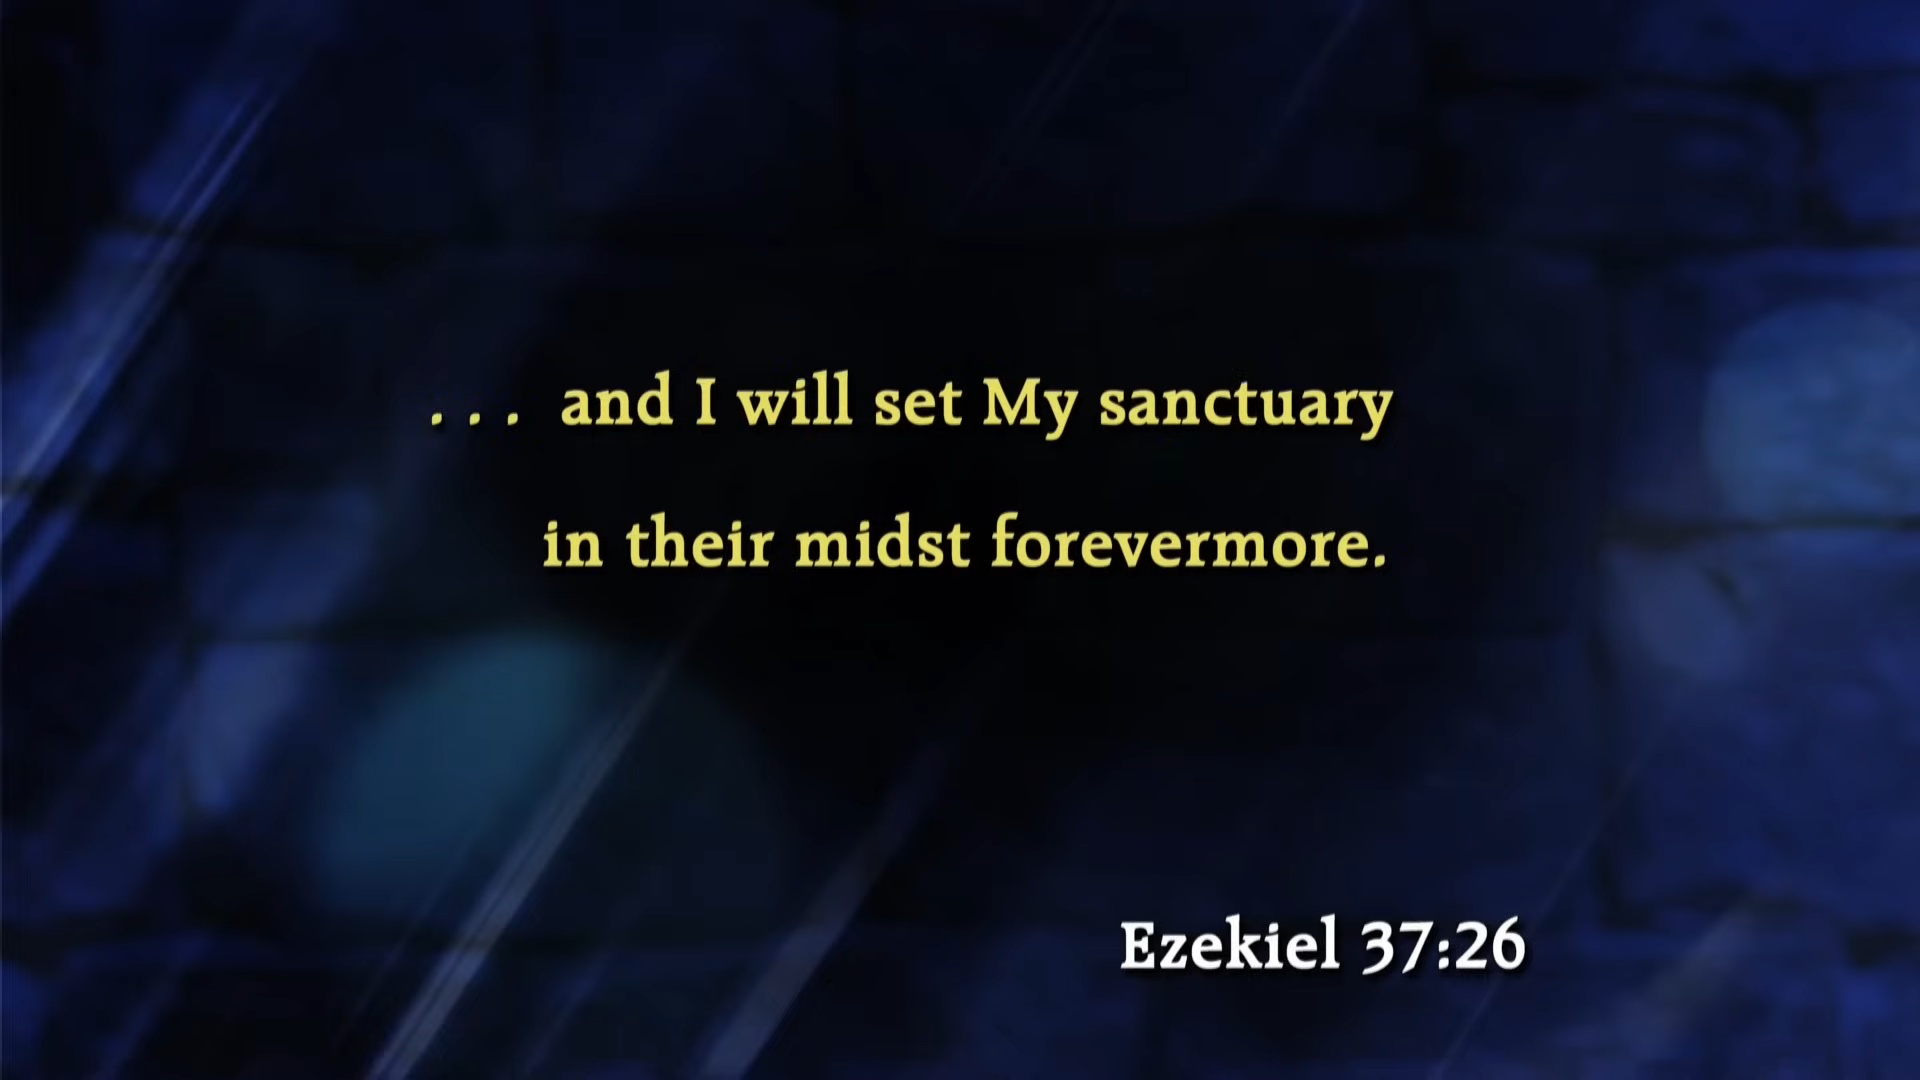 . . . and I will set My sanctuary
in their midst forevermore.
Ezekiel 37:26